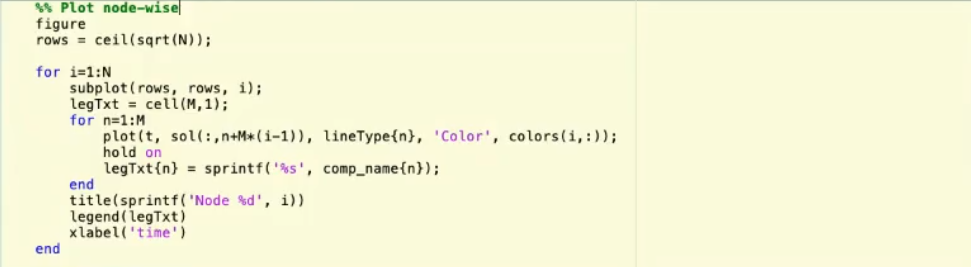 %% Plot node-wise
figure
rows = ceil(sqrt(N));
for i=1:N
subplot(rows, rows, i);
legTxt = cell(M,1);
for n=1:M
plot(t, sol(:,n+M*(i-1)), lineType{n}, 'Color', colors(i,:));
hold on
legTxt{n} = sprintf('%s', comp_name{n});
end
title(sprintf('Node %d', i))
legend(legTxt)
xlabel('time')
end